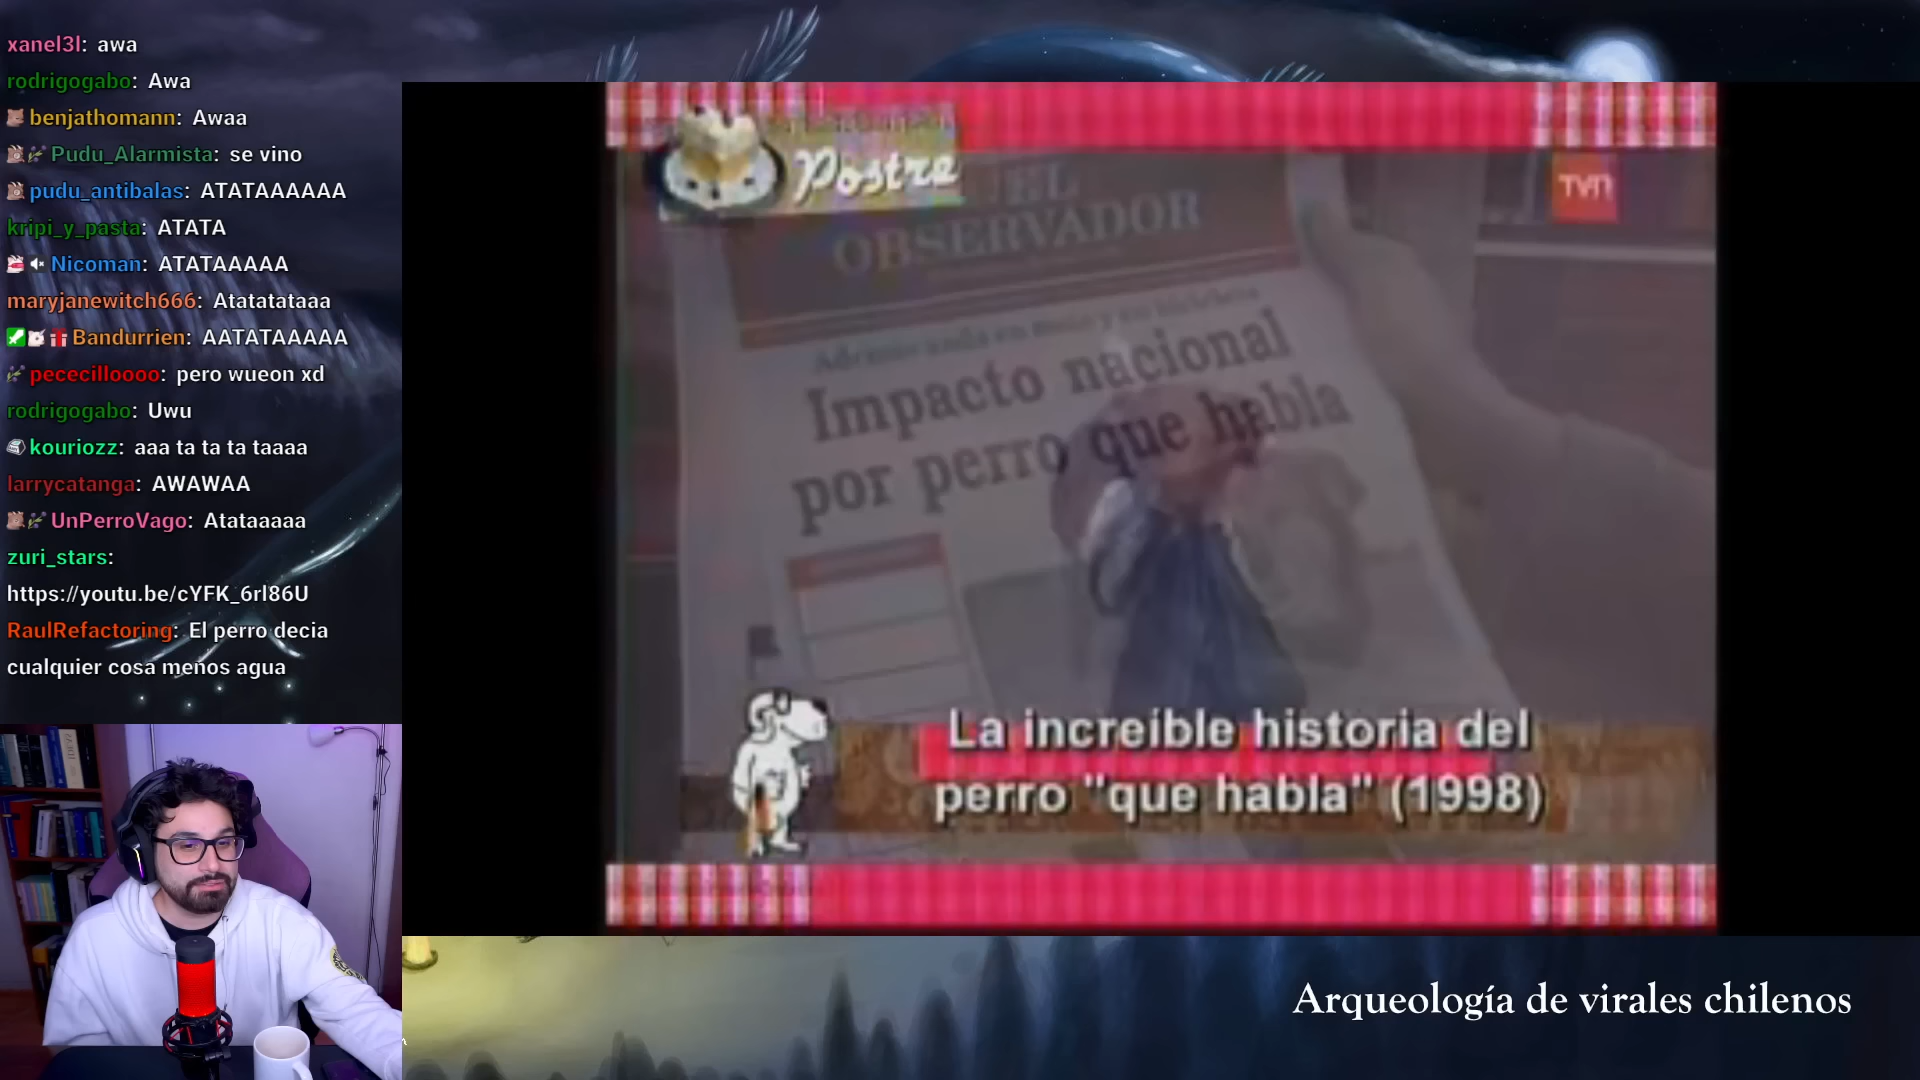 xanel3l: awa
rodrigogabo: Awa
benjathomann: Awaa
Pudu_Alarmista: se vino
pudu_antibalas: ATATAAAAAA
kripi_y_pasta: ATATA
Nicoman: ATATAAAAA
maryjanewitch666: Atatatataaa
Bandurrien: AATATAAAAA
pececilloooo: pero wueon xd
rodrigogabo: Uwu
kouriozz: aaa ta ta ta taaaa
larrycatanga: AWAWAA
UnPerroVago: Atataaaaa
zuri_stars:
https://youtu.be/cYFK_6rl86U
RaulRefactoring: El perro decia
cualquier cosa menos agua
Postre
TVN
EL
OBSERVADOR
Impacto nacional
por perro que habla
La increíble historia del
perro "que habla" (1998)
Arqueología de virales chilenos